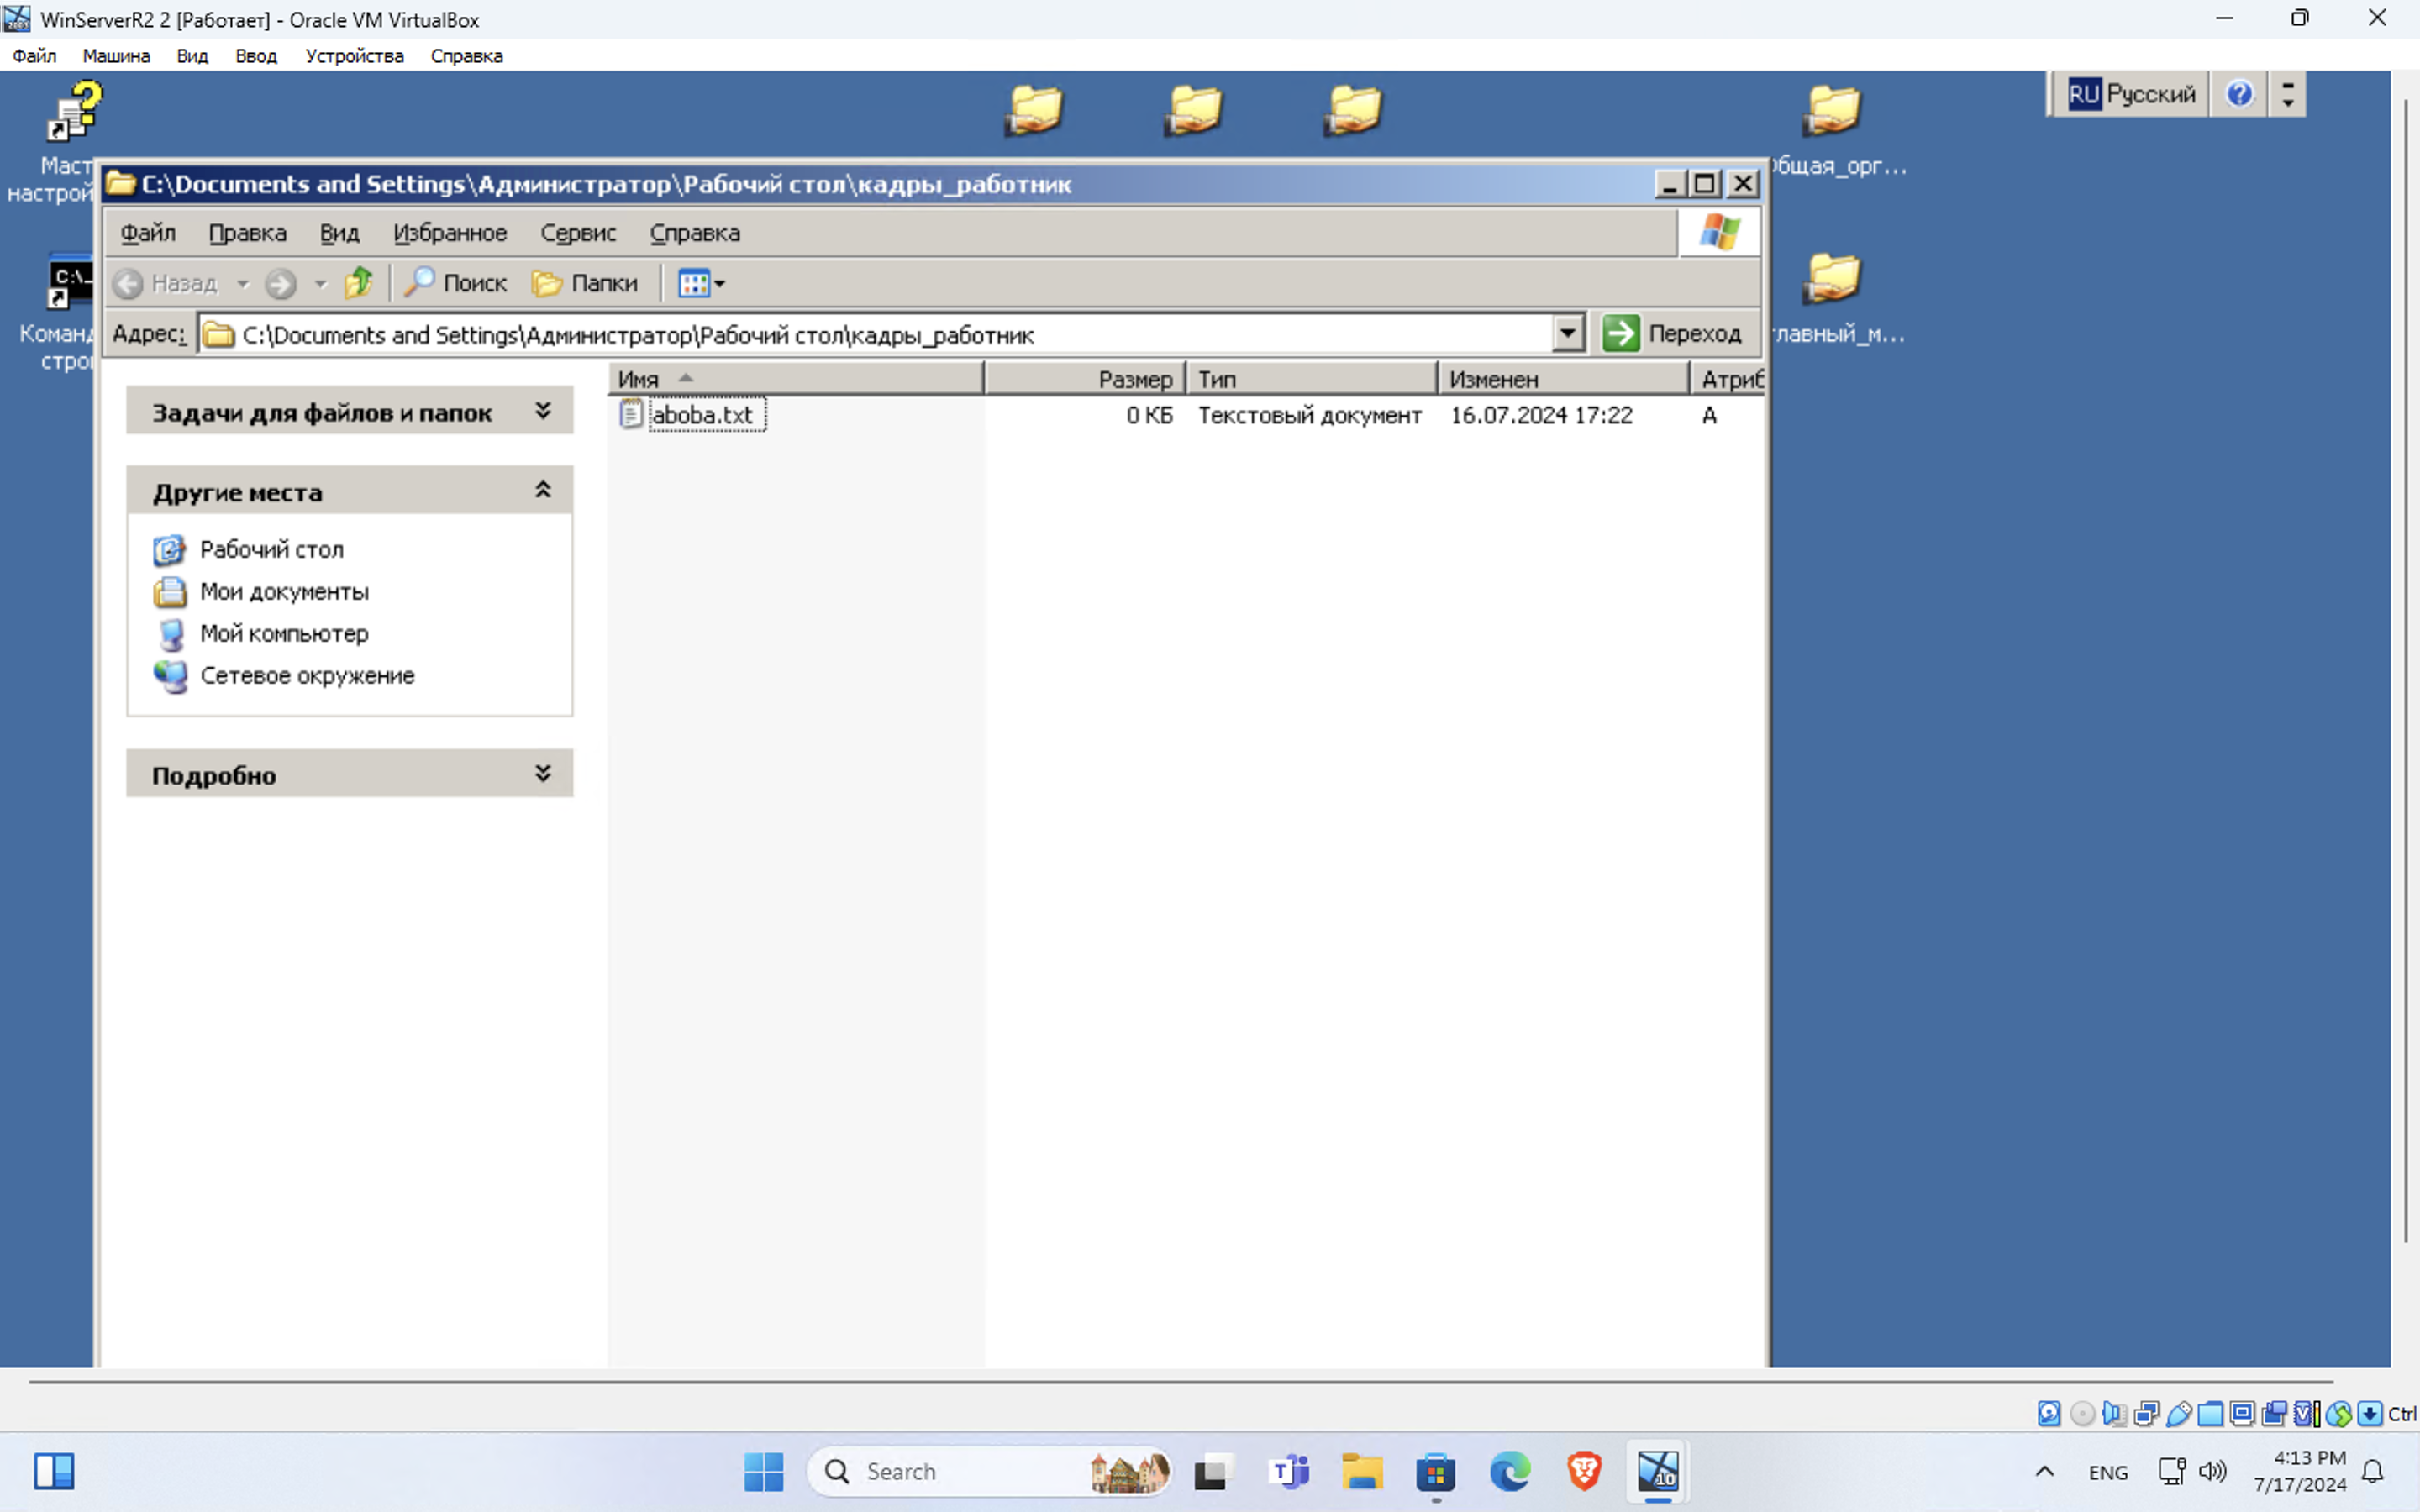 WinServerR2 2 [Работает] - Oracle VM VirtualBox
Файл Машина Вид Ввод Устройства Справка
RU Русский
Маст
настрой
Общая_орг...
C:\Documents and Settings\Администратор\Рабочий стол\кадры_работник
Файл Правка Вид Избранное Сервис Справка
C:\_
Назад Поиск Папки
Команд
стро
Адрес: C:\Documents and Settings\Администратор\Рабочий стол\кадры_работник Переход
главный_м...
Имя Размер Тип Изменен Атриб
aboba.txt 0 КБ Текстовый документ 16.07.2024 17:22 A
Задачи для файлов и папок
Другие места
Рабочий стол
Мои документы
Мой компьютер
Сетевое окружение
Подробно
Ctrl
Search
10
ENG
4:13 PM
7/17/2024